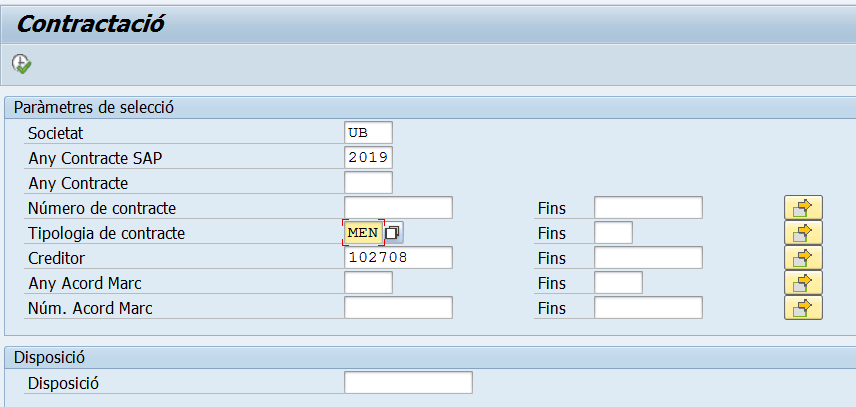 Contractació
Paràmetres de selecció
Societat UB
Any Contracte SAP 2019
Any Contracte
Número de contracte Fins
Tipologia de contracte MEN Fins
Creditor 102708 Fins
Any Acord Marc Fins
Núm. Acord Marc Fins
Disposició
Disposició